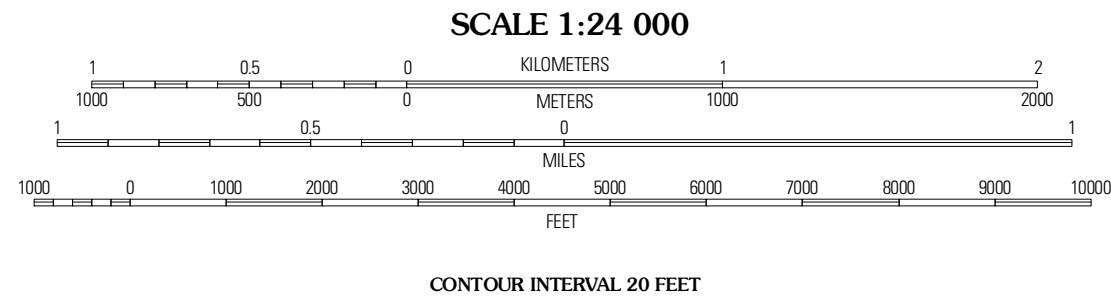 SCALE 1:24 000
1 0.5 0 KILOMETERS 1 2
1000 500 0 METERS 1000 2000
1 0.5 0 1
MILES
1000 0 1000 2000 3000 4000 5000 6000 7000 8000 9000 10000
FEET
CONTOUR INTERVAL 20 FEET